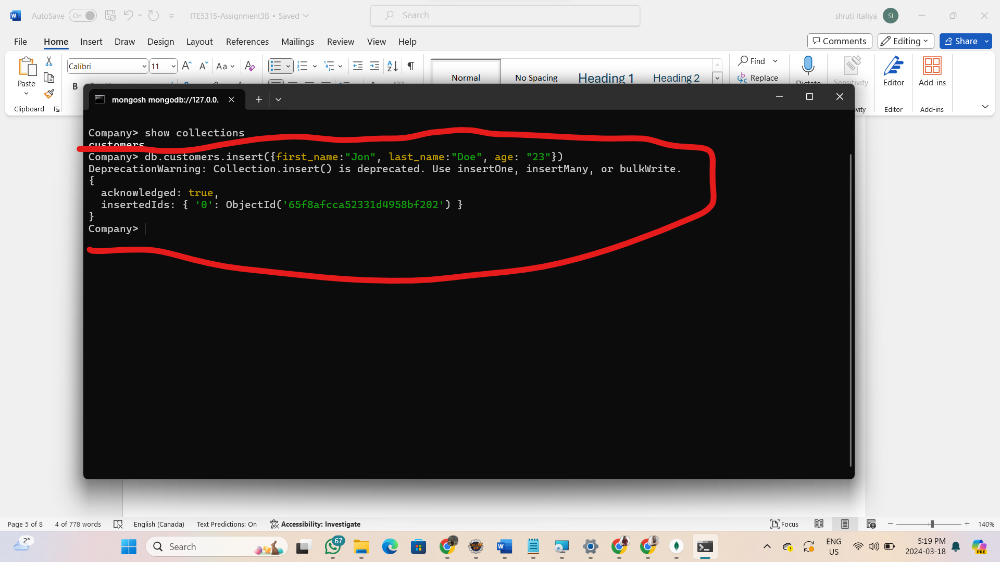 AutoSave On ITE5315-Assignment3B • Saved Search shruti italiya SI
File Home Insert Draw Design Layout References Mailings Review View Help Comments Editing Share
Calibri 11 Aa
Paste
B
Clipboard
Normal No Spacing Heading 1 Heading 2
Find
Replace
Dictate
Sensitivity
Editor
Add-ins
Editor
Add-ins
mongosh mongodb://127.0.0.
Company> show collections
customers
Company> db.customers.insert({first_name:"Jon", last_name:"Doe", age: "23"})
DeprecationWarning: Collection.insert() is deprecated. Use insertOne, insertMany, or bulkWrite.
{
  acknowledged: true,
  insertedIds: { '0': ObjectId('65f8afcca52331d4958bf202') }
}
Company>
Page 5 of 8 4 of 778 words English (Canada) Text Predictions: On Accessibility: Investigate Focus 140%
2° Search 67 ENG 5:19 PM
US 2024-03-18 PRE